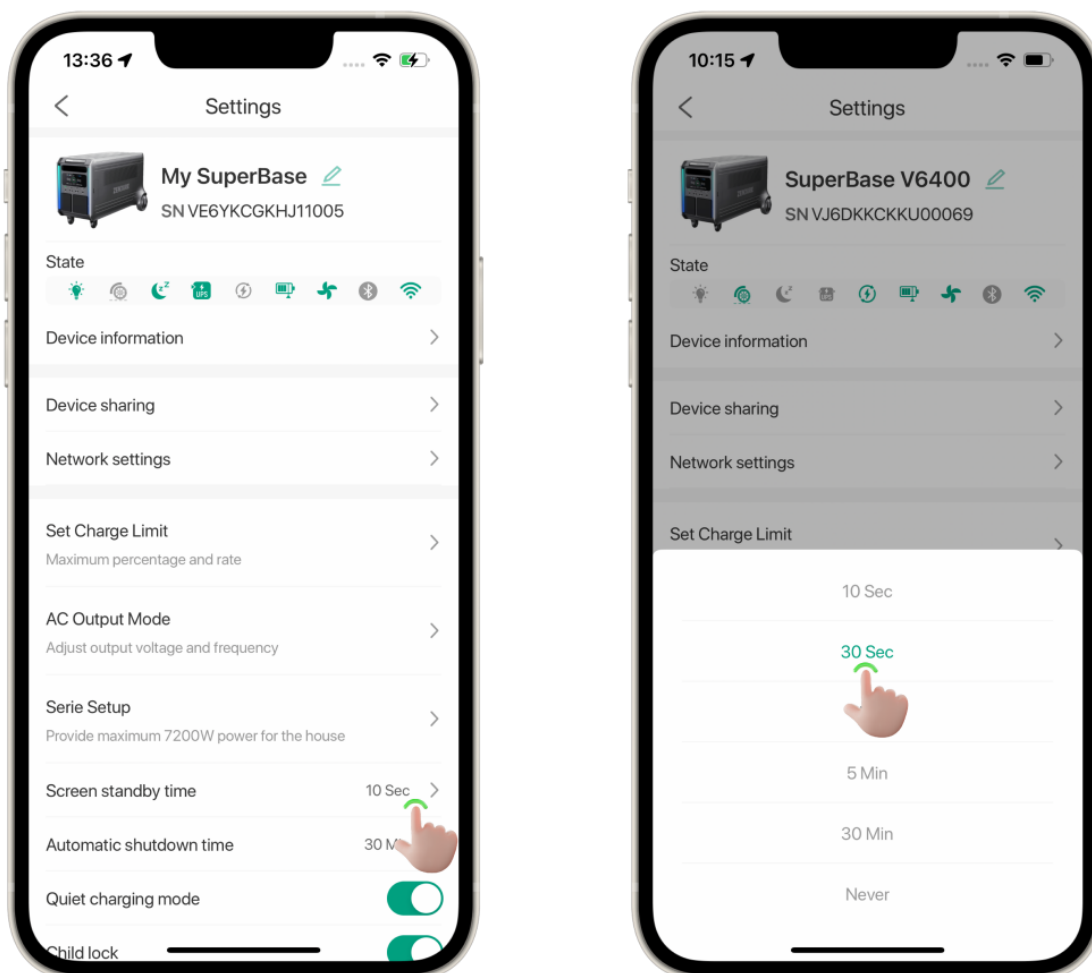 13:36
Settings
My SuperBase
SN VE6YKCGKHJ11005
State
UPS
Device information
Device sharing
Network settings
Set Charge Limit
Maximum percentage and rate
AC Output Mode
Adjust output voltage and frequency
Serie Setup
Provide maximum 7200W power for the house
Screen standby time 10 Sec
Automatic shutdown time 30 M
Quiet charging mode
Child lock
10:15
Settings
SuperBase V6400
SN VJ6DKKCKKU00069
State
UPS
Device information
Device sharing
Network settings
Set Charge Limit
10 Sec
30 Sec
5 Min
30 Min
Never